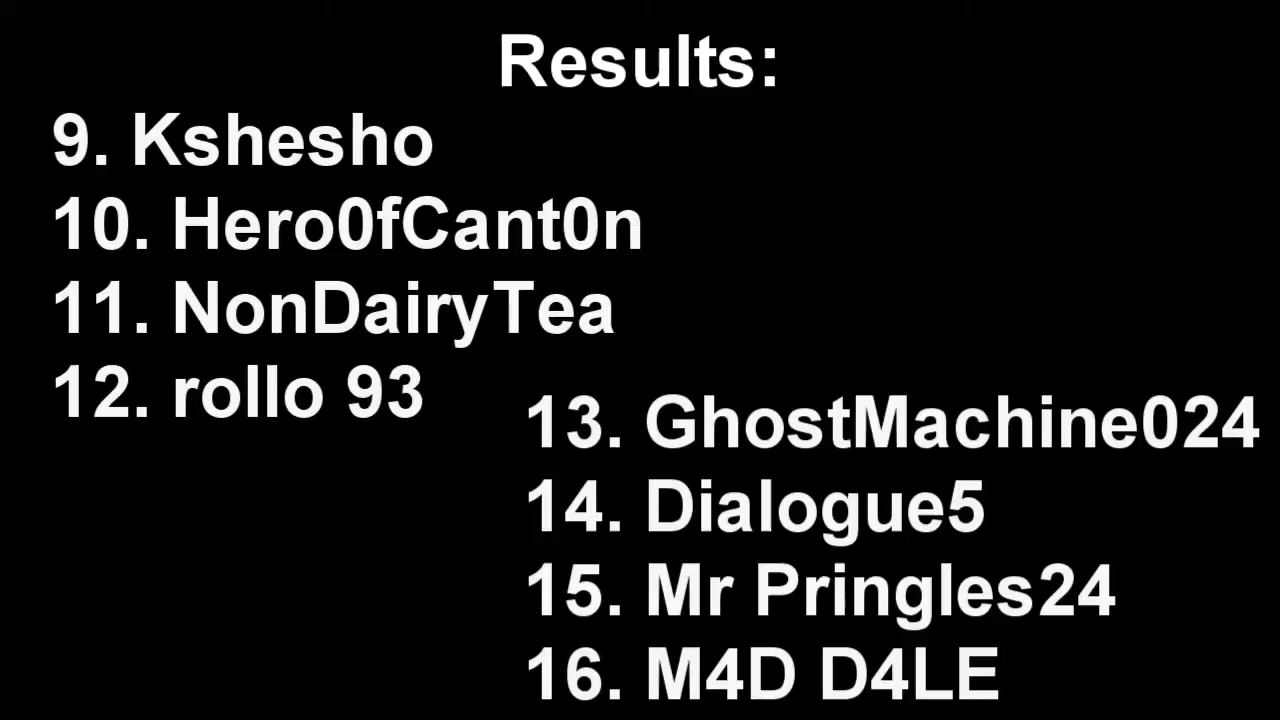 Results:
9. Kshesho
10. Hero0fCant0n
11. NonDairyTea
12. rollo 93
13. GhostMachine024
14. Dialogue5
15. Mr Pringles24
16. M4D D4LE